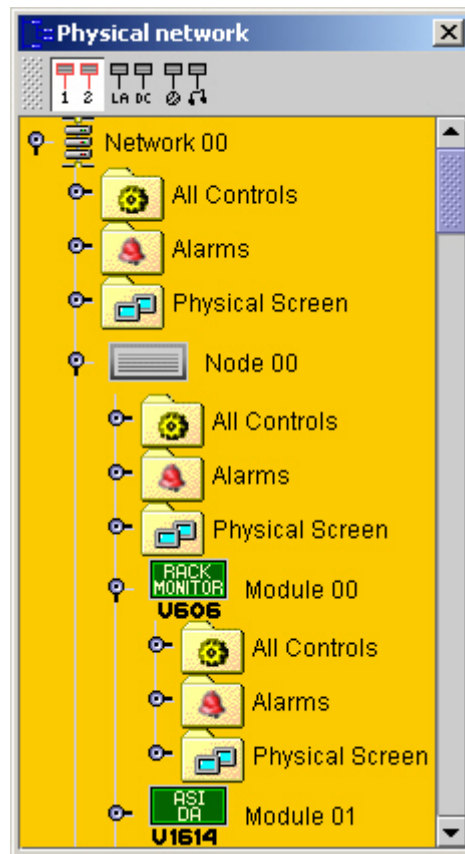 Physical network
1 2 LA DC
Network 00
All Controls
Alarms
Physical Screen
Node 00
All Controls
Alarms
Physical Screen
RACK
MONITOR
V606
Module 00
All Controls
Alarms
Physical Screen
ASI
DA
V1614
Module 01